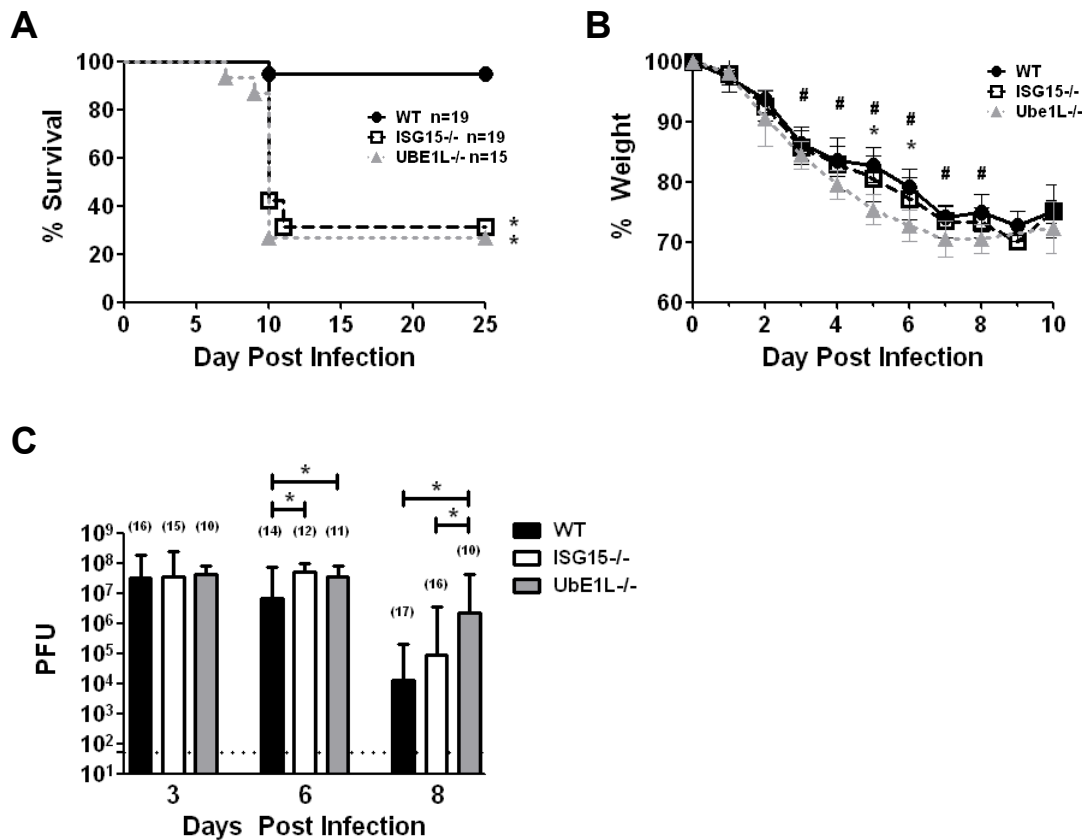 A
100
80
60
40
20
0
% Survival
WT n=19
ISG15-/- n=19
UBE1L-/- n=15
*
*
0 5 10 15 20 25
Day Post Infection
B
100
90
80
70
60
% Weight
# # # # # #
* *
WT
ISG15-/-
Ube1L-/-
0 2 4 6 8 10
Day Post Infection
C
10⁹
10⁸
10⁷
10⁶
10⁵
10⁴
10³
10²
10¹
PFU
* *
* *
(16) (15) (10) (14) (12) (11) (17) (16) (10)
WT
ISG15-/-
UbE1L-/-
3 6 8
Days Post Infection